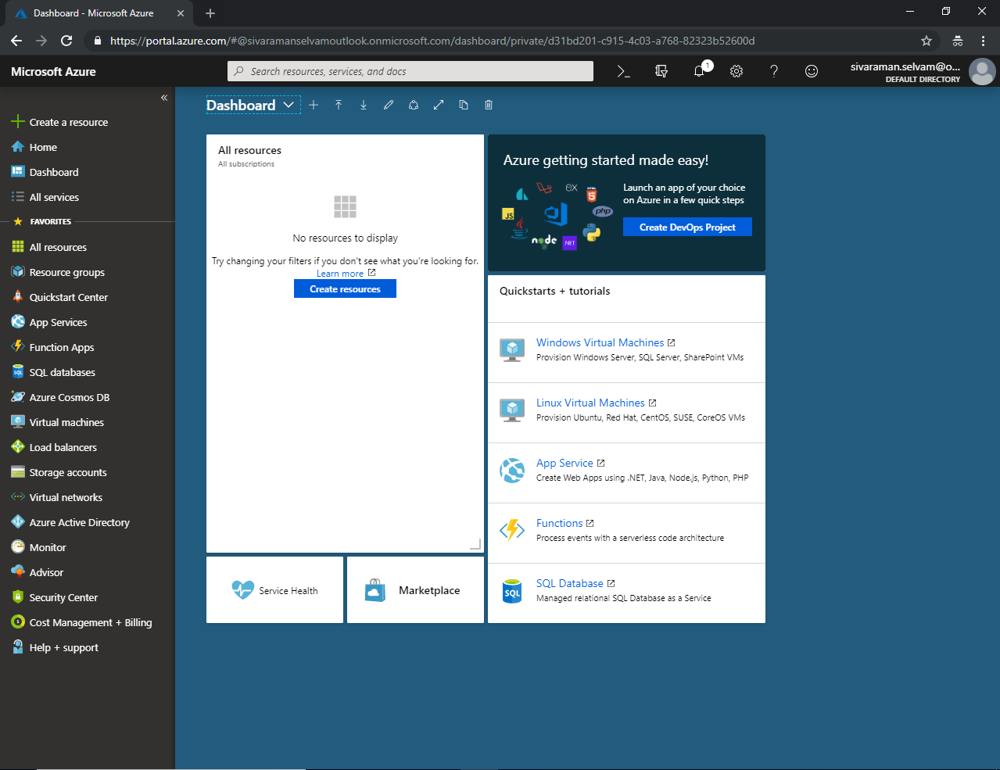 Dashboard - Microsoft Azure
https://portal.azure.com/#@sivaramanselvamoutlook.onmicrosoft.com/dashboard/private/d31bd201-c915-4c03-a768-82323b52600d
Microsoft Azure
Search resources, services, and docs
1
sivaraman.selvam@o...
DEFAULT DIRECTORY
Create a resource
Home
Dashboard
All services
FAVORITES
All resources
Resource groups
Quickstart Center
App Services
Function Apps
SQL databases
Azure Cosmos DB
Virtual machines
Load balancers
Storage accounts
Virtual networks
Azure Active Directory
Monitor
Advisor
Security Center
Cost Management + Billing
Help + support
Dashboard
All resources
All subscriptions
No resources to display
Try changing your filters if you don't see what you're looking for.
Learn more
Create resources
Service Health
Marketplace
Azure getting started made easy!
EX
HTML
5
JS
php
node
NET
Launch an app of your choice
on Azure in a few quick steps
Create DevOps Project
Quickstarts + tutorials
Windows Virtual Machines
Provision Windows Server, SQL Server, SharePoint VMs
Linux Virtual Machines
Provision Ubuntu, Red Hat, CentOS, SUSE, CoreOS VMs
App Service
Create Web Apps using .NET, Java, Node.js, Python, PHP
Functions
Process events with a serverless code architecture
SQL
SQL Database
Managed relational SQL Database as a Service